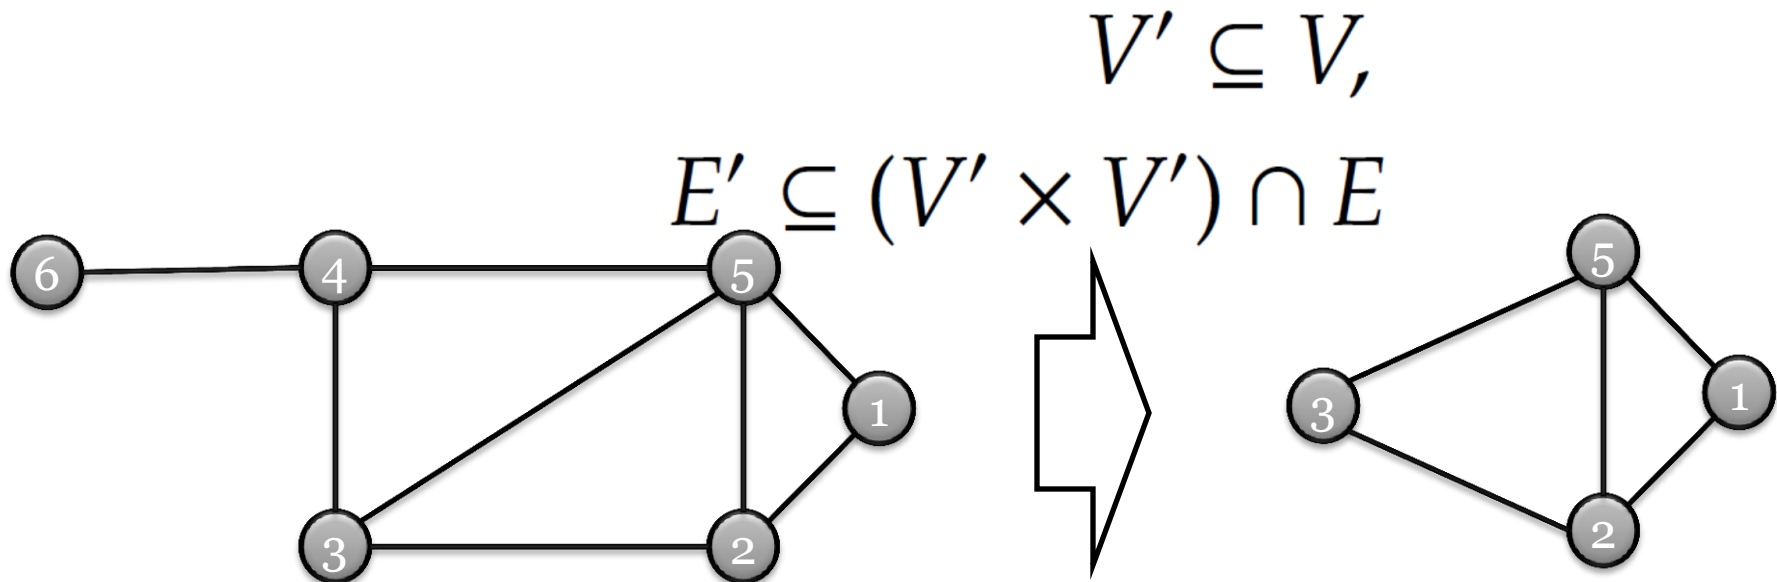 V′ ⊆ V,
E′ ⊆ (V′ × V′) ∩ E
6 4 5 5
1 1
3
3 2 2